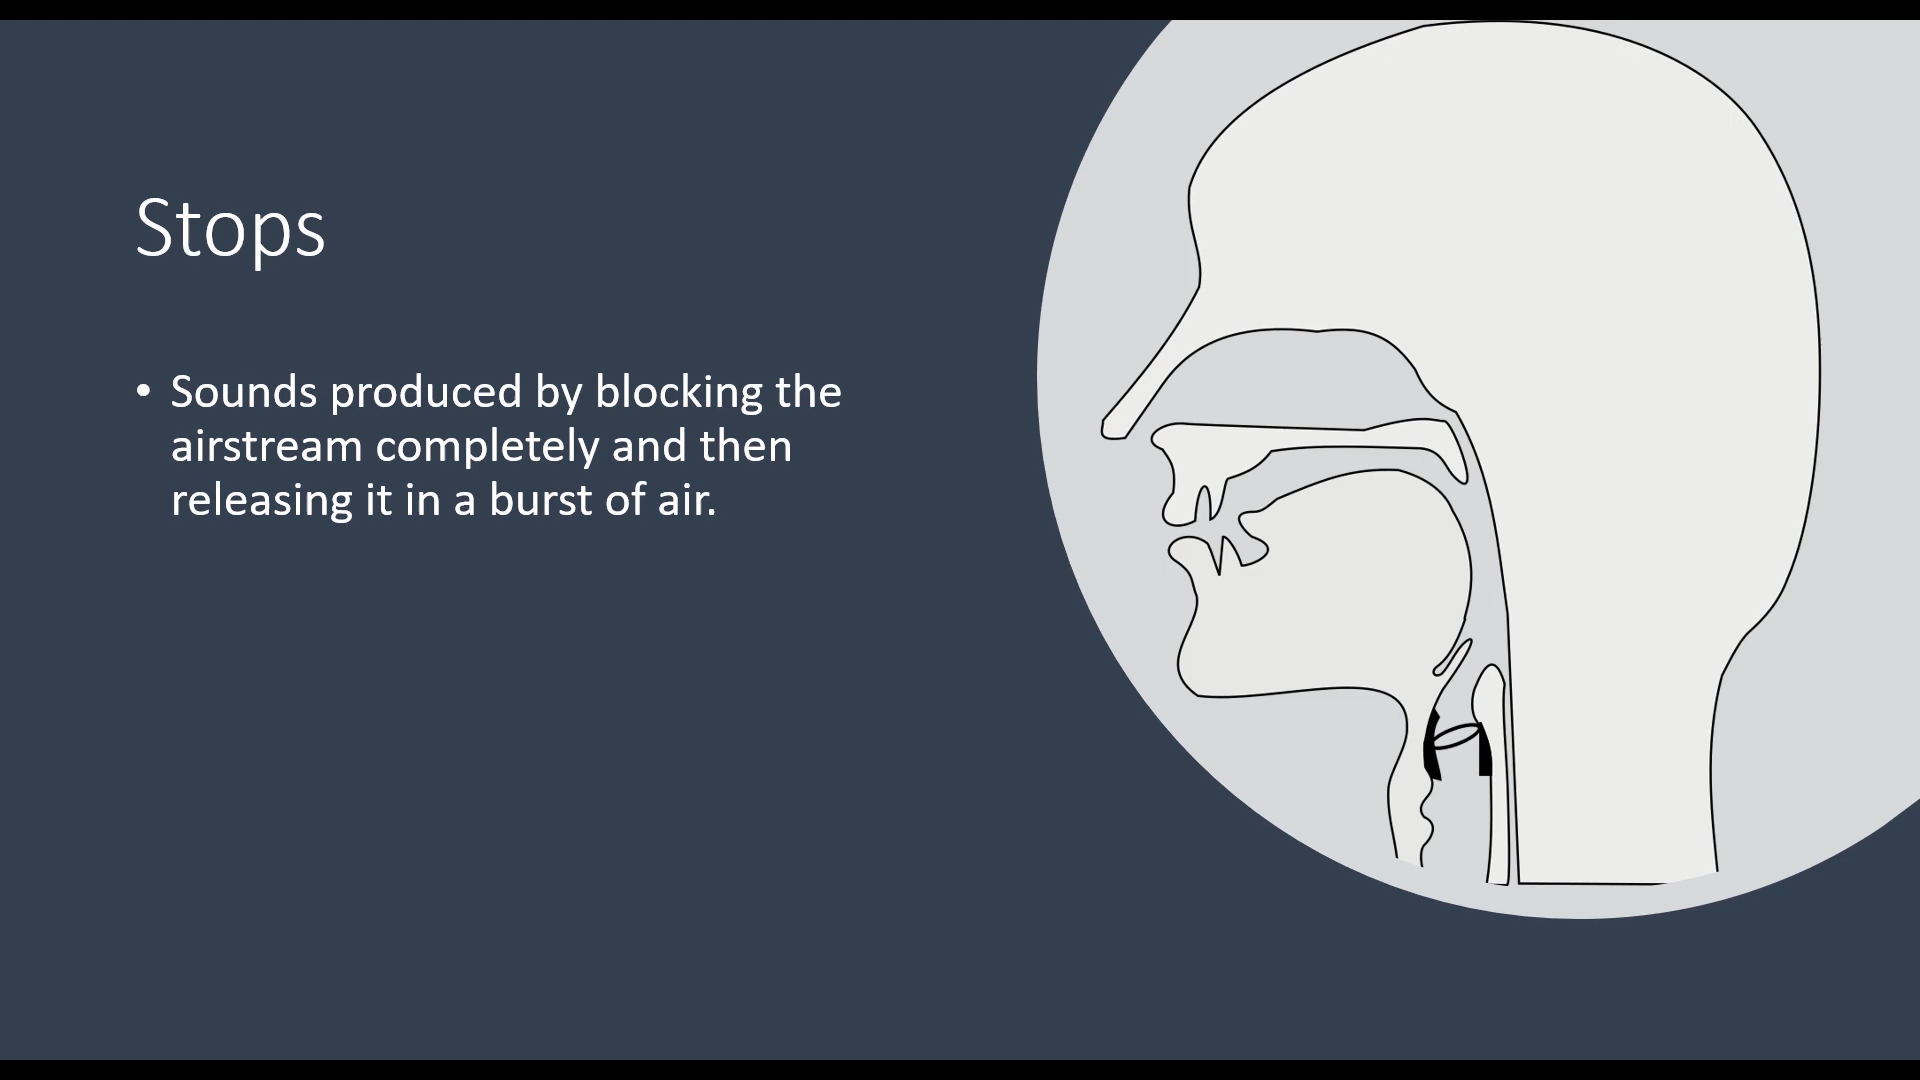 Stops
• Sounds produced by blocking the
airstream completely and then
releasing it in a burst of air.